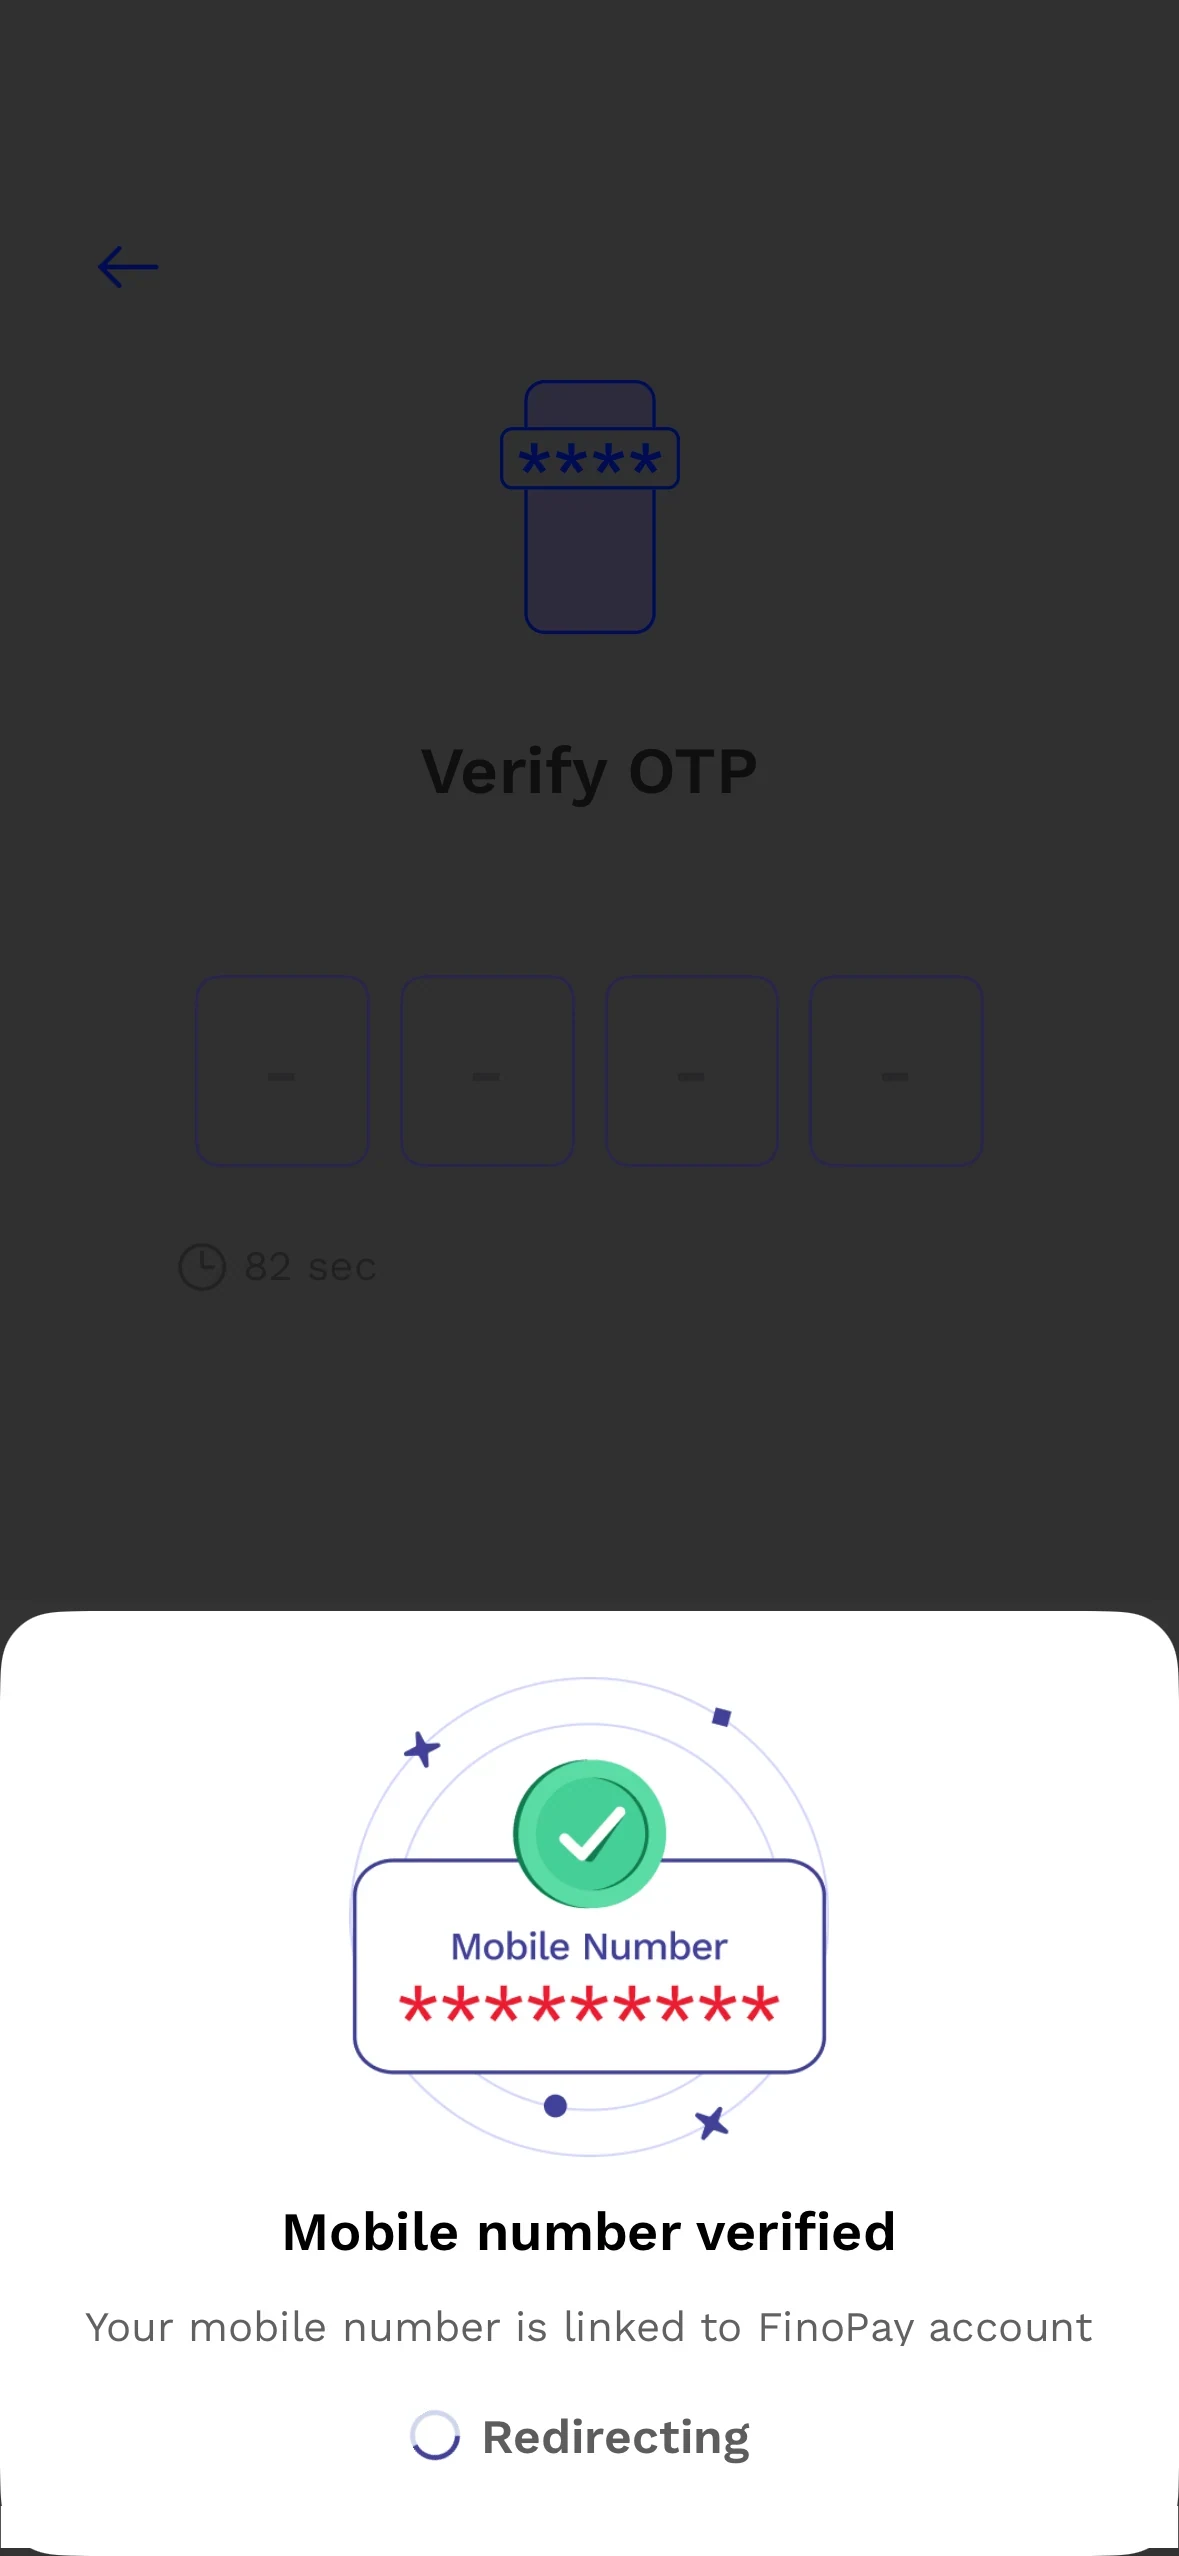 ****
Verify OTP
- - - -
82 sec
Mobile Number
*********
Mobile number verified
Your mobile number is linked to FinoPay account
Redirecting